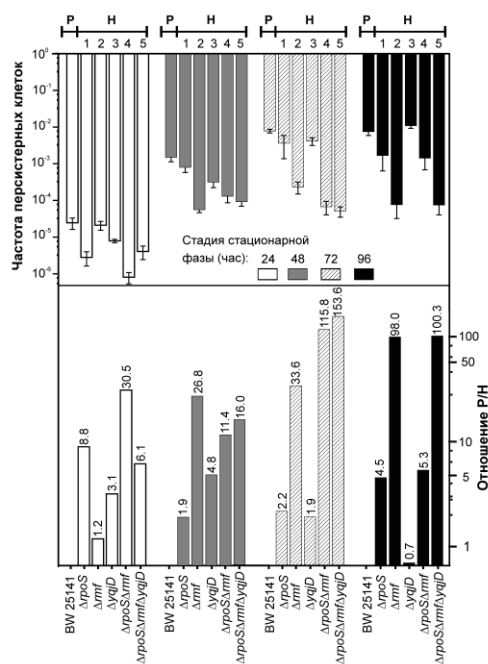 P H P H P H P H
1 2 3 4 5 1 2 3 4 5 1 2 3 4 5 1 2 3 4 5
Частота персистерных клеток
10^0
10^-1
10^-2
10^-3
10^-4
10^-5
10^-6
Стадия стационарной
фазы (час): 24 48 72 96
Отношение P/H
100
50
10
5
1
8.8
1.2
3.1
30.5
6.1
1.9
26.8
4.8
11.4
16.0
2.2
33.6
1.9
115.8
153.6
4.5
98.0
0.7
5.3
100.3
BW 25141
ΔrpoS
Δrmf
ΔyqjD
ΔrpoSΔrmf
ΔrpoSΔrmfΔyqjD
BW 25141
ΔrpoS
Δrmf
ΔyqjD
ΔrpoSΔrmf
ΔrpoSΔrmfΔyqjD
BW 25141
ΔrpoS
Δrmf
ΔyqjD
ΔrpoSΔrmf
ΔrpoSΔrmfΔyqjD
BW 25141
ΔrpoS
Δrmf
ΔyqjD
ΔrpoSΔrmf
ΔrpoSΔrmfΔyqjD